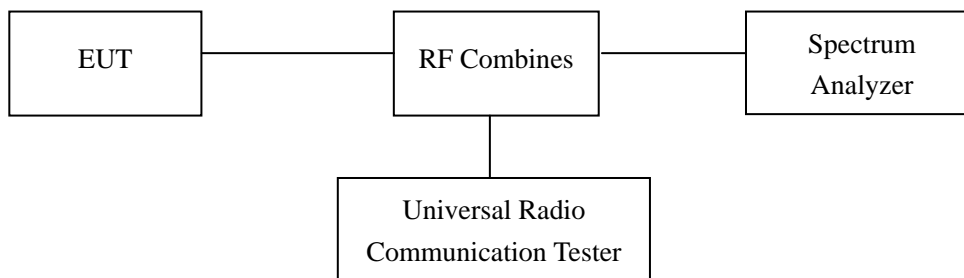 EUT
RF Combines
Spectrum
Analyzer
Universal Radio
Communication Tester